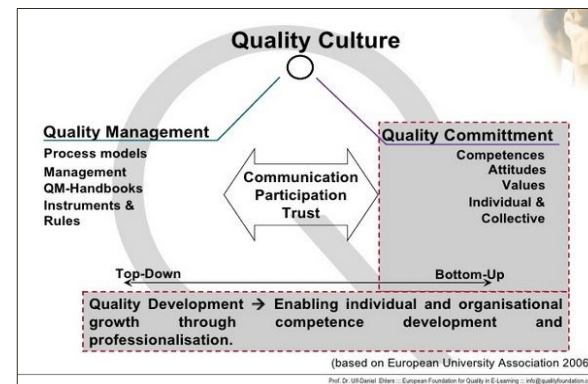 Quality Culture
Quality Management
Process models
Management
QM-Handbooks
Instruments &
Rules
Communication
Participation
Trust
Quality Committment
Competences
Attitudes
Values
Individual &
Collective
Top-Down
Bottom-Up
Quality Development → Enabling individual and organisational
growth through competence development and
professionalisation.
(based on European University Association 2006)
Prof. Dr. Ulf-Daniel Ehlers ::: European Foundation for Quality in E-Learning ::: info@qualityfoundation